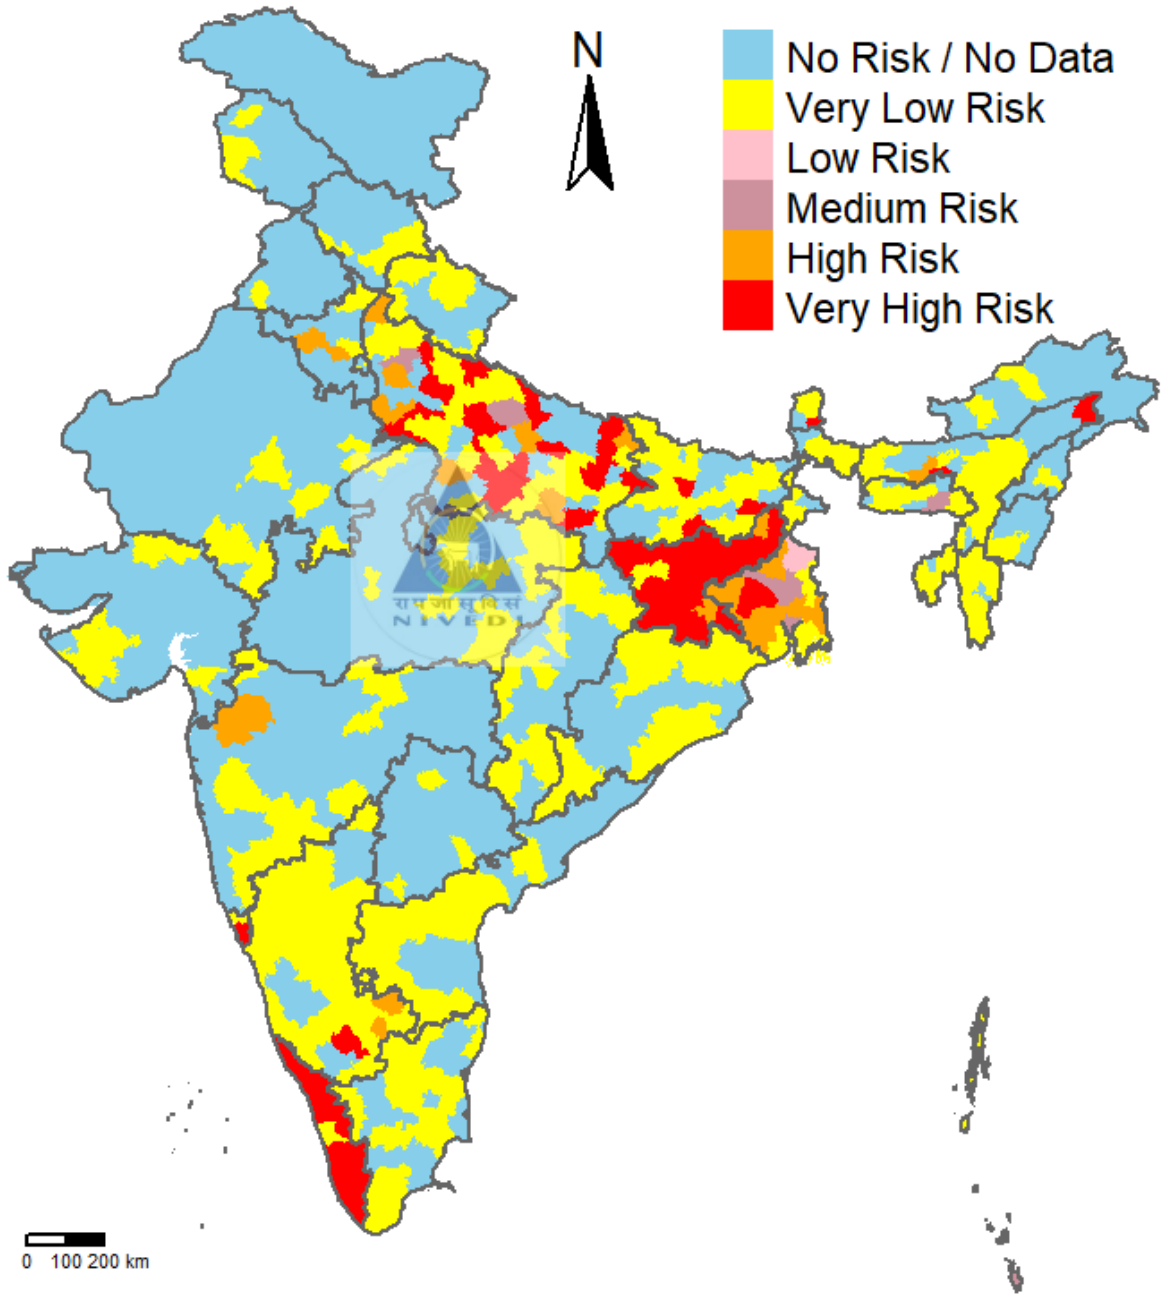 N
No Risk / No Data
Very Low Risk
Low Risk
Medium Risk
High Risk
Very High Risk
NIVEDI
0 100 200 km